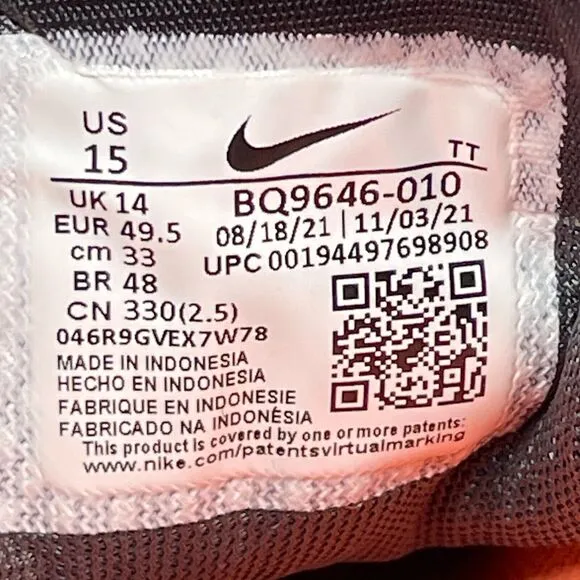 US
15
TT
UK 14
EUR 49.5
cm 33
BR 48
CN 330(2.5)
BQ9646-010
08/18/21 | 11/03/21
UPC 00194497698908
046R9GVEX7W78
MADE IN INDONESIA
HECHO EN INDONESIA
FABRIQUE EN INDONESIE
FABRICADO NA INDONÉSIA
This product is covered by one or more patents:
www.nike.com/patentsvirtualmarking